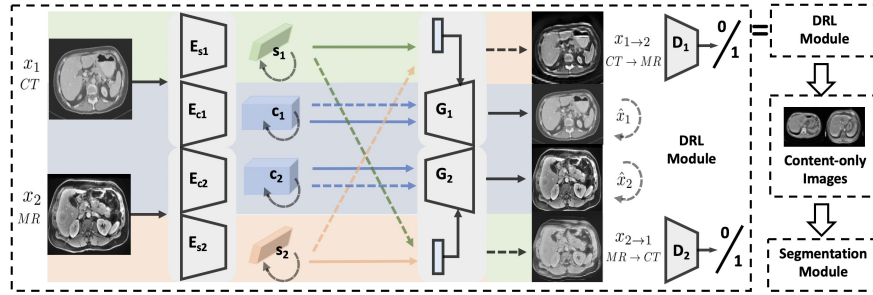 x1
CT
x2
MR
Es1
Ec1
Ec2
Es2
s1
c1
c2
s2
G1
G2
x1→2
CT → MR
x̂1
x̂2
x2→1
MR → CT
D1
0
/
1
D2
0
/
1
DRL
Module
=
DRL
Module
Content-only
Images
Segmentation
Module